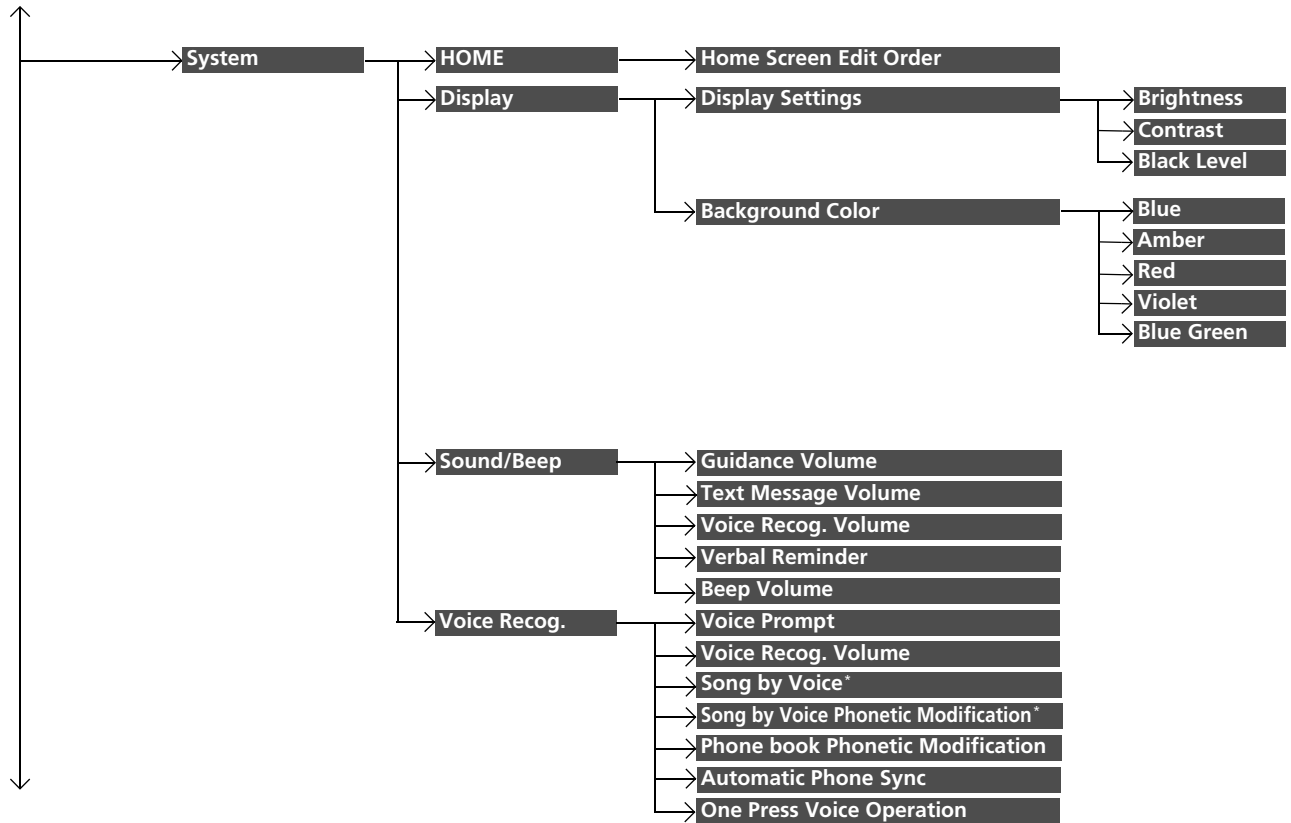 System
HOME
Home Screen Edit Order
Display
Display Settings
Brightness
Contrast
Black Level
Background Color
Blue
Amber
Red
Violet
Blue Green
Sound/Beep
Guidance Volume
Text Message Volume
Voice Recog. Volume
Verbal Reminder
Beep Volume
Voice Recog.
Voice Prompt
Voice Recog. Volume
Song by Voice*
Song by Voice Phonetic Modification*
Phone book Phonetic Modification
Automatic Phone Sync
One Press Voice Operation